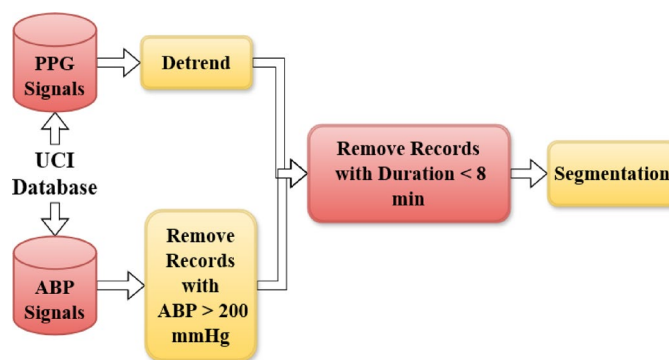 PPG
Signals
Detrend
UCI
Database
Remove Records
with Duration < 8
min
Segmentation
ABP
Signals
Remove
Records
with
ABP > 200
mmHg